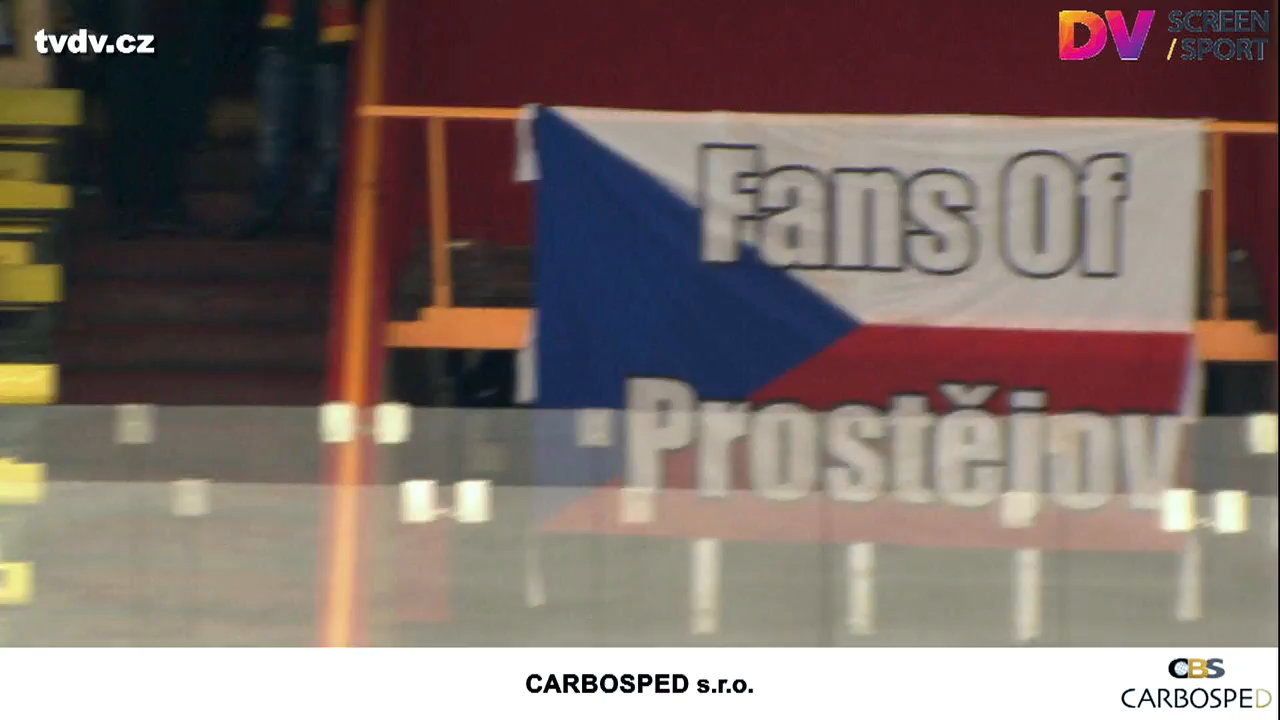 tvdv.cz
DV SCREEN
/SPORT
Fans Of
Prostějov
CARBOSPED s.r.o.
CBS
CARBOSPED